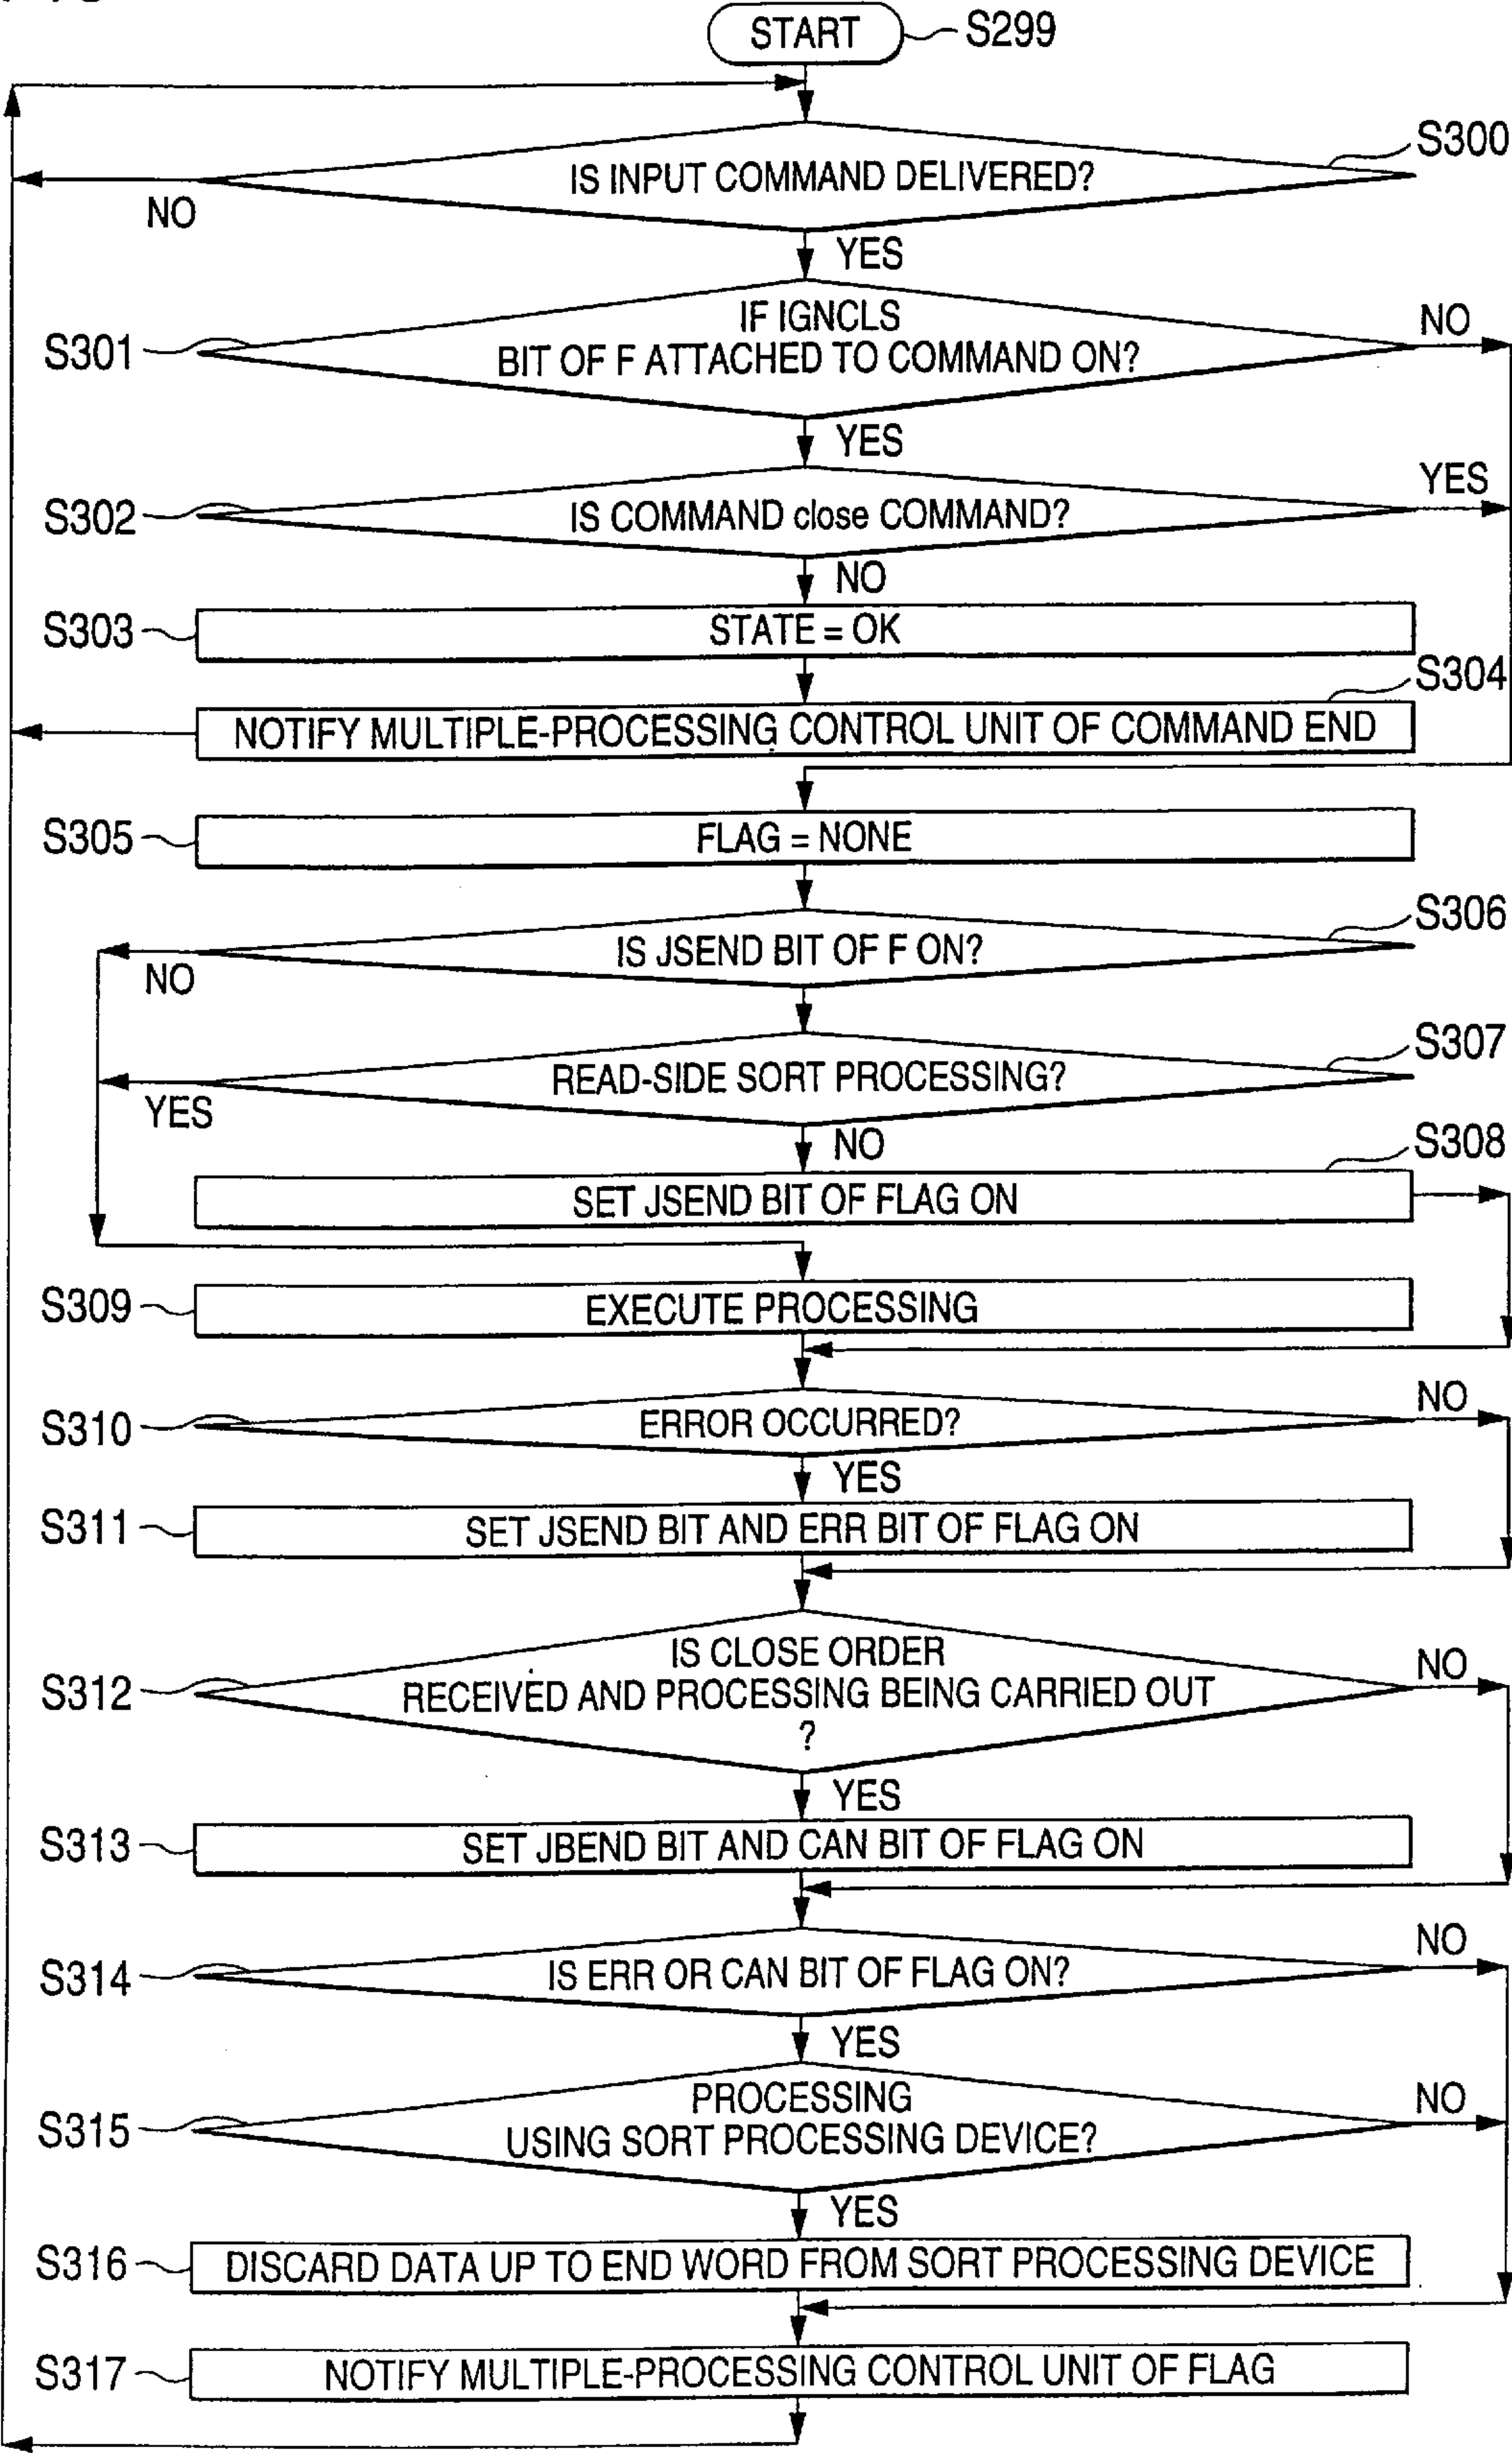 START
S299
S300
IS INPUT COMMAND DELIVERED?
NO
YES
IF IGNCLS
NO
S301
BIT OF F ATTACHED TO COMMAND ON?
YES
YES
S302
IS COMMAND close COMMAND?
NO
S303
STATE = OK
S304
NOTIFY MULTIPLE-PROCESSING CONTROL UNIT OF COMMAND END
S305
FLAG = NONE
S306
IS JSEND BIT OF F ON?
NO
S307
READ-SIDE SORT PROCESSING?
YES
NO
S308
SET JSEND BIT OF FLAG ON
S309
EXECUTE PROCESSING
NO
S310
ERROR OCCURRED?
YES
S311
SET JSEND BIT AND ERR BIT OF FLAG ON
IS CLOSE ORDER
NO
S312
RECEIVED AND PROCESSING BEING CARRIED OUT
?
YES
S313
SET JBEND BIT AND CAN BIT OF FLAG ON
NO
S314
IS ERR OR CAN BIT OF FLAG ON?
YES
PROCESSING
NO
S315
USING SORT PROCESSING DEVICE?
YES
S316
DISCARD DATA UP TO END WORD FROM SORT PROCESSING DEVICE
S317
NOTIFY MULTIPLE-PROCESSING CONTROL UNIT OF FLAG